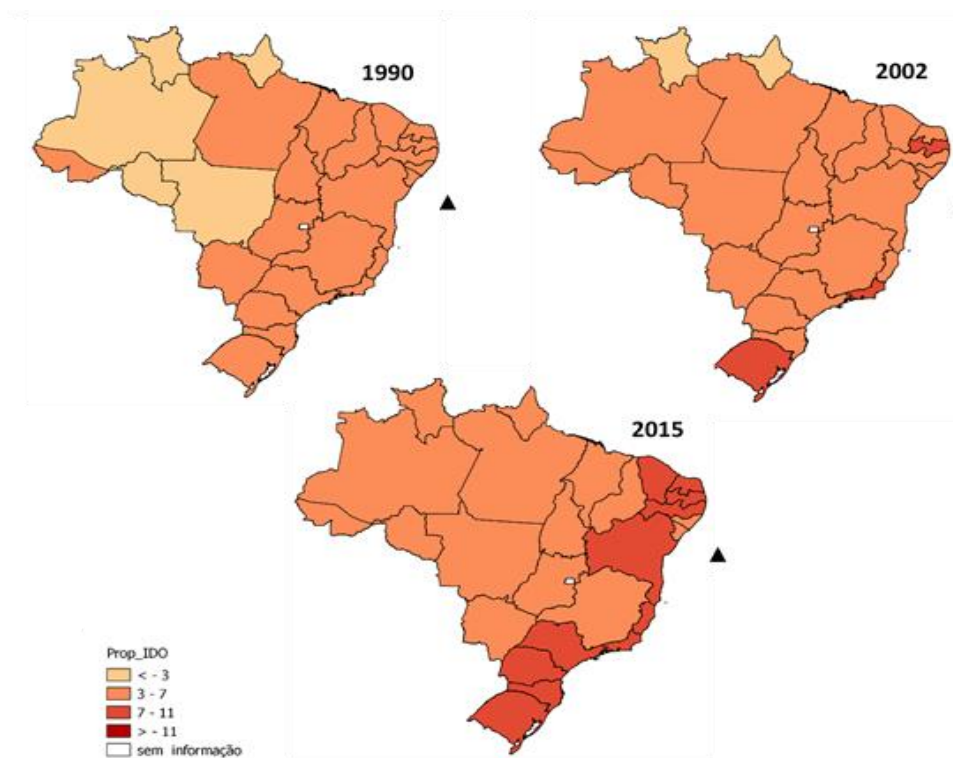 1990
2002
2015
Prop_IDO
< - 3
3 - 7
7 - 11
> - 11
sem informação